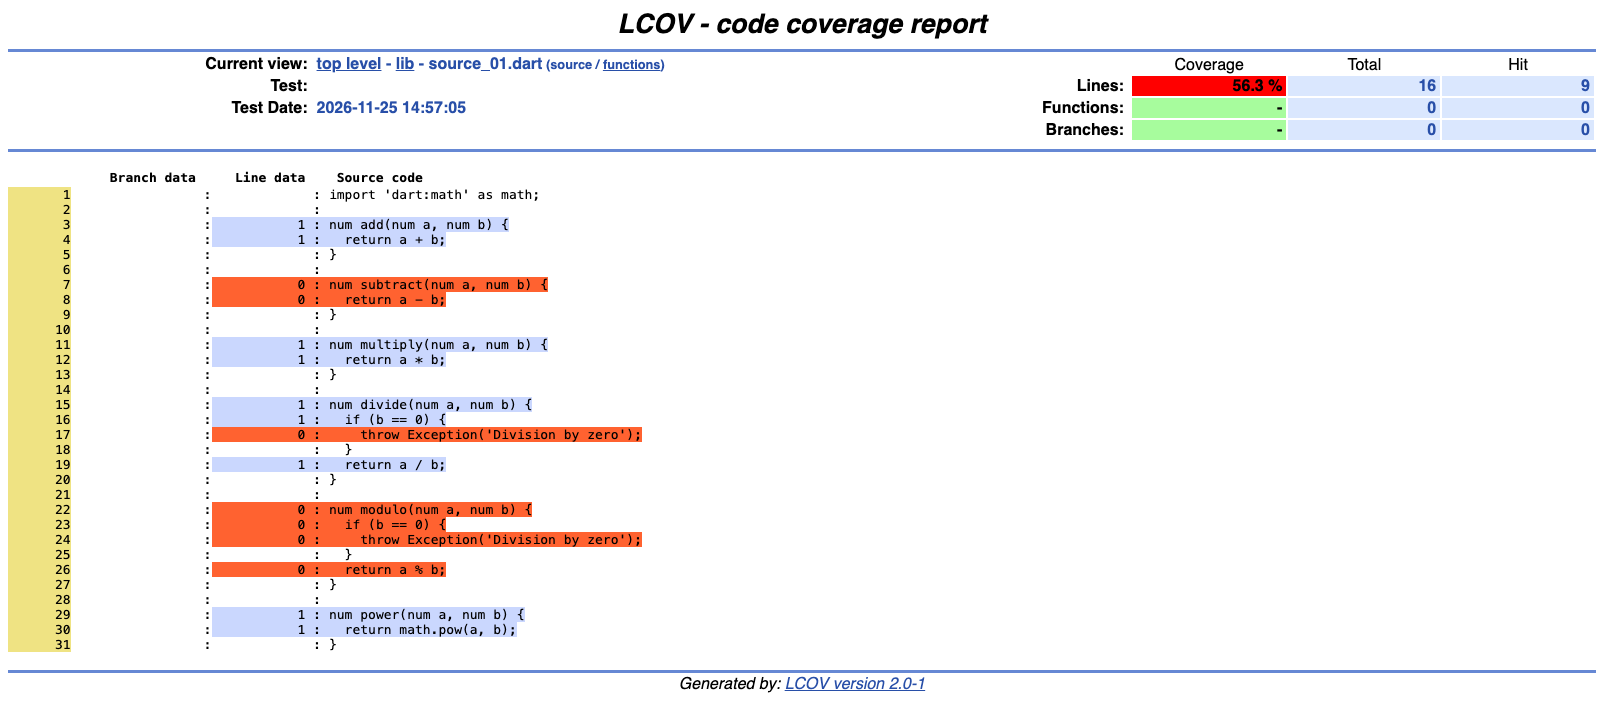 LCOV - code coverage report
Current view: top level - lib - source_01.dart (source / functions)
Test:
Test Date: 2026-11-25 14:57:05
Coverage Total Hit
Lines: 56.3 % 16 9
Functions: - 0 0
Branches: - 0 0
Branch data Line data Source code
1 : : import 'dart:math' as math;
2 : :
3 : 1 : num add(num a, num b) {
4 : 1 :   return a + b;
5 : : }
6 : :
7 : 0 : num subtract(num a, num b) {
8 : 0 :   return a - b;
9 : : }
10 : :
11 : 1 : num multiply(num a, num b) {
12 : 1 :   return a * b;
13 : : }
14 : :
15 : 1 : num divide(num a, num b) {
16 : 1 :   if (b == 0) {
17 : 0 :     throw Exception('Division by zero');
18 : :   }
19 : 1 :   return a / b;
20 : : }
21 : :
22 : 0 : num modulo(num a, num b) {
23 : 0 :   if (b == 0) {
24 : 0 :     throw Exception('Division by zero');
25 : :   }
26 : 0 :   return a % b;
27 : : }
28 : :
29 : 1 : num power(num a, num b) {
30 : 1 :   return math.pow(a, b);
31 : : }
Generated by: LCOV version 2.0-1